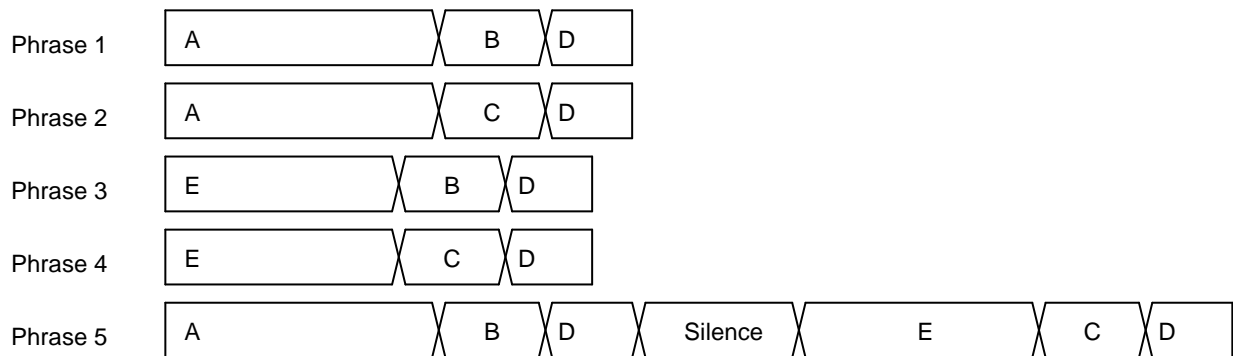 Phrase 1 A B D
Phrase 2 A C D
Phrase 3 E B D
Phrase 4 E C D
Phrase 5 A B D Silence E C D